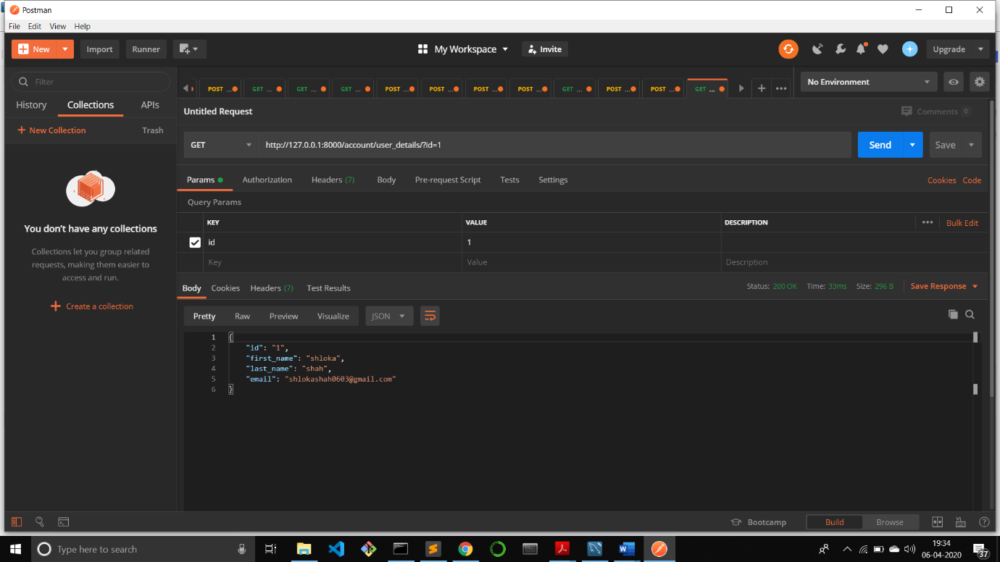 Postman
File Edit View Help
New Import Runner My Workspace Invite Upgrade
Filter
History Collections APIs
+ New Collection Trash
You don't have any collections
Collections let you group related
requests, making them easier to
access and run.
+ Create a collection
POST ... GET ... GET ... GET ... POST ... POST ... POST ... POST ... GET ... POST ... POST ... GET ... + ••• No Environment
Untitled Request Comments 0
GET http://127.0.0.1:8000/account/user_details/?id=1 Send Save
Params Authorization Headers (7) Body Pre-request Script Tests Settings Cookies Code
Query Params
KEY VALUE DESCRIPTION ••• Bulk Edit
id 1
Key Value Description
Body Cookies Headers (7) Test Results Status: 200 OK Time: 33ms Size: 296 B Save Response
Pretty Raw Preview Visualize JSON
1 {
2 "id": "1",
3 "first_name": "shloka",
4 "last_name": "shah",
5 "email": "shlokashah0603@gmail.com"
6 }
Bootcamp Build Browse
Type here to search
19:34
06-04-2020
37